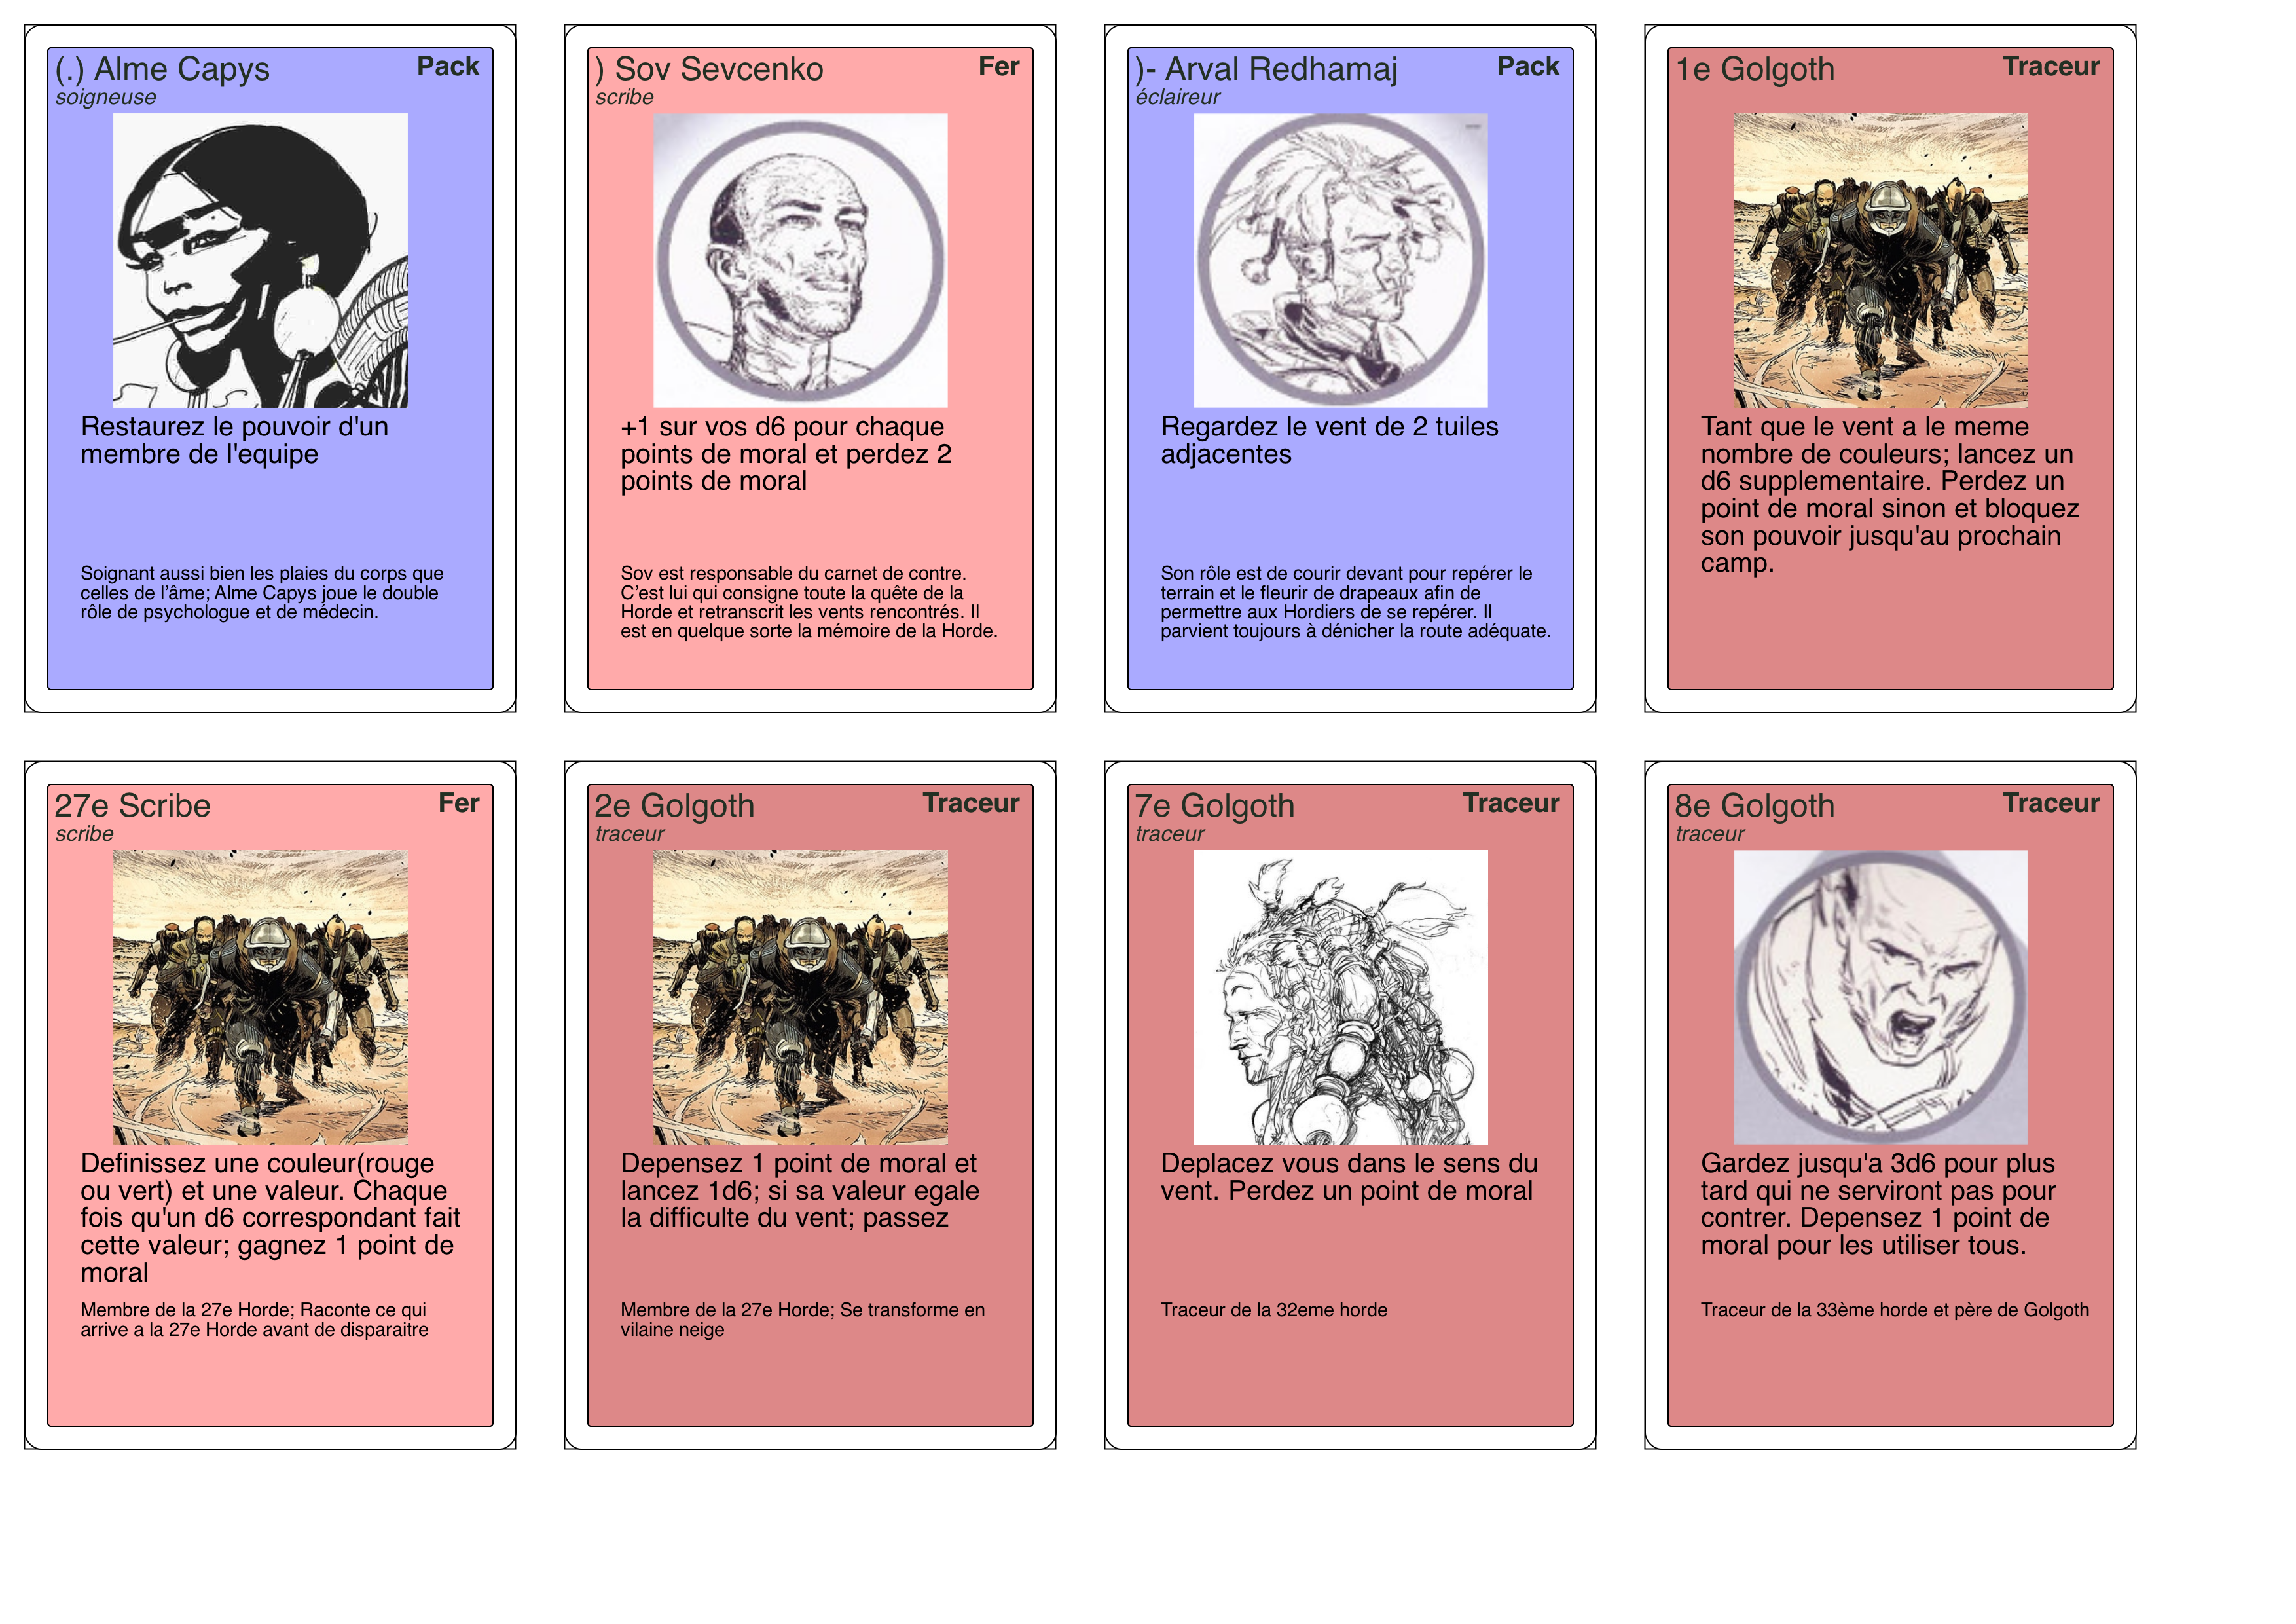 (.) Alme Capys
Pack
soigneuse
Restaurez le pouvoir d'un
membre de l'equipe
Soignant aussi bien les plaies du corps que
celles de l'âme; Alme Capys joue le double
rôle de psychologue et de médecin.
) Sov Sevcenko
Fer
scribe
+1 sur vos d6 pour chaque
points de moral et perdez 2
points de moral
Sov est responsable du carnet de contre.
C'est lui qui consigne toute la quête de la
Horde et retranscrit les vents rencontrés. Il
est en quelque sorte la mémoire de la Horde.
)- Arval Redhamaj
Pack
éclaireur
Regardez le vent de 2 tuiles
adjacentes
Son rôle est de courir devant pour repérer le
terrain et le fleurir de drapeaux afin de
permettre aux Hordiers de se repérer. Il
parvient toujours à dénicher la route adéquate.
1e Golgoth
Traceur
Tant que le vent a le meme
nombre de couleurs; lancez un
d6 supplementaire. Perdez un
point de moral sinon et bloquez
son pouvoir jusqu'au prochain
camp.
27e Scribe
Fer
scribe
Definissez une couleur(rouge
ou vert) et une valeur. Chaque
fois qu'un d6 correspondant fait
cette valeur; gagnez 1 point de
moral
Membre de la 27e Horde; Raconte ce qui
arrive a la 27e Horde avant de disparaitre
2e Golgoth
Traceur
traceur
Depensez 1 point de moral et
lancez 1d6; si sa valeur egale
la difficulte du vent; passez
Membre de la 27e Horde; Se transforme en
vilaine neige
7e Golgoth
Traceur
traceur
Deplacez vous dans le sens du
vent. Perdez un point de moral
Traceur de la 32eme horde
8e Golgoth
Traceur
traceur
Gardez jusqu'a 3d6 pour plus
tard qui ne serviront pas pour
contrer. Depensez 1 point de
moral pour les utiliser tous.
Traceur de la 33ème horde et père de Golgoth